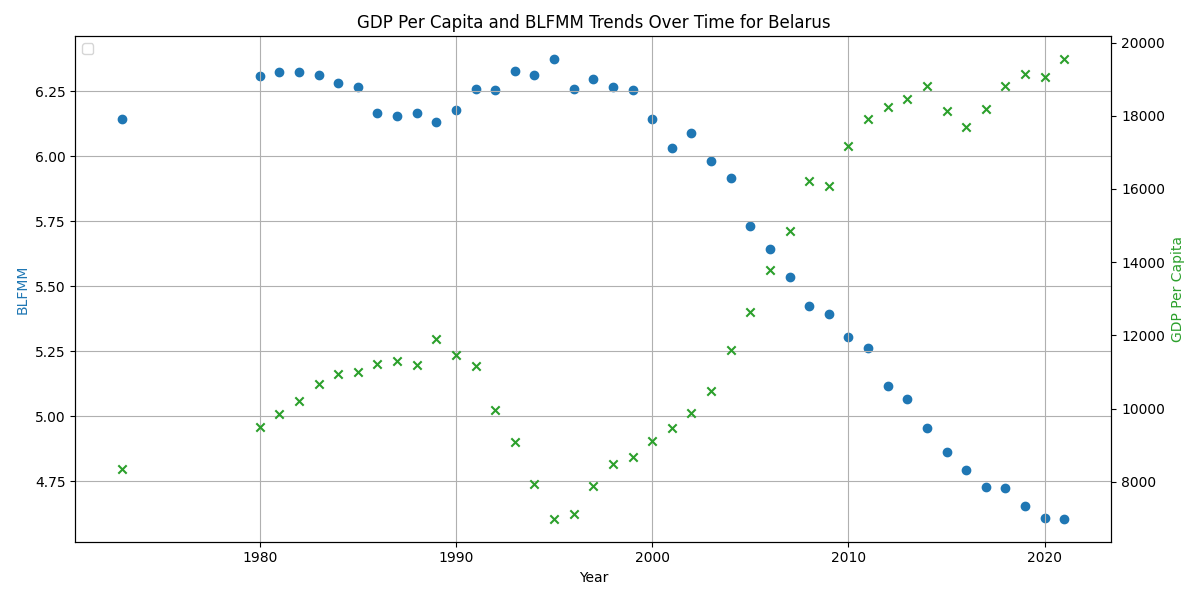 GDP Per Capita and BLFMM Trends Over Time for Belarus
BLFMM
6.25
6.00
5.75
5.50
5.25
5.00
4.75
20000
18000
16000
14000
12000
10000
8000
GDP Per Capita
1980 1990 2000 2010 2020
Year